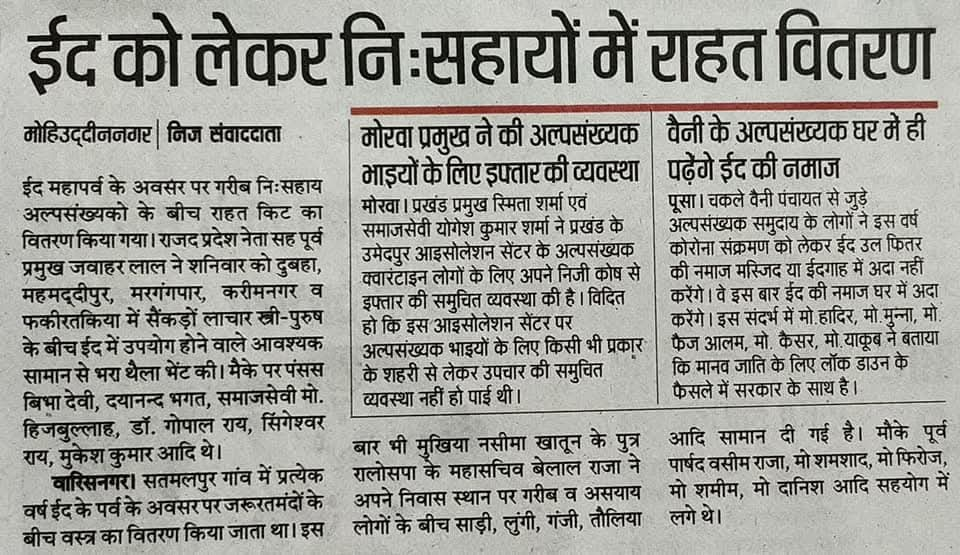 ईद को लेकर निःसहायों में राहत वितरण
मोहिउद्दीननगर | निज संवाददाता
ईद महापर्व के अवसर पर गरीब निःसहाय
अल्पसंख्यको के बीच राहत किट का
वितरण किया गया। राजद प्रदेश नेता सह पूर्व
प्रमुख जवाहर लाल ने शनिवार को दुबहा,
महमद्दीपुर, मरगंगपार, करीमनगर व
फकीरतकिया में सैंकड़ों लाचार स्त्री-पुरुष
के बीच ईद में उपयोग होने वाले आवश्यक
सामान से भरा थैला भेंट की। मैके पर पंसस
बिभा देवी, दयानन्द भगत, समाजसेवी मो.
हिजबुल्लाह, डॉ. गोपाल राय, सिंगेश्वर
राय, मुकेश कुमार आदि थे।
वारिसनगर। सतमलपुर गांव में प्रत्येक
वर्ष ईद के पर्व के अवसर पर जरूरतमंदों के
बीच वस्त्र का वितरण किया जाता था। इस
बार भी मुखिया नसीमा खातून के पुत्र
रालोसपा के महासचिव बेलाल राजा ने
अपने निवास स्थान पर गरीब व असयाय
लोगों के बीच साड़ी, लुंगी, गंजी, तौलिया
आदि सामान दी गई है। मौके पूर्व
पार्षद वसीम राजा, मो शमशाद, मो फिरोज,
मो शमीम, मो दानिश आदि सहयोग में
लगे थे।
मोरवा प्रमुख ने की अल्पसंख्यक
भाइयों के लिए इफ्तार की व्यवस्था
मोरवा। प्रखंड प्रमुख स्मिता शर्मा एवं
समाजसेवी योगेश कुमार शर्मा ने प्रखंड के
उमेदपुर आइसोलेशन सेंटर के अल्पसंख्यक
क्वारंटाइन लोगों के लिए अपने निजी कोष से
इफ्तार की समुचित व्यवस्था की है। विदित
हो कि इस आइसोलेशन सेंटर पर
अल्पसंख्यक भाइयों के लिए किसी भी प्रकार
के शहरी से लेकर उपचार की समुचित
व्यवस्था नहीं हो पाई थी।
वैनी के अल्पसंख्यक घर में ही
पढ़ेंगे ईद की नमाज
पूसा। चकले वैनी पंचायत से जुड़े
अल्पसंख्यक समुदाय के लोगों ने इस वर्ष
कोरोना संक्रमण को लेकर ईद उल फितर
की नमाज मस्जिद या ईदगाह में अदा नहीं
करेंगे। वे इस बार ईद की नमाज घर में अदा
करेंगे। इस संदर्भ में मो.हादिर, मो.मुन्ना, मो.
फैज आलम, मो. कैसर, मो.याकूब ने बताया
कि मानव जाति के लिए लॉक डाउन के
फैसले में सरकार के साथ है।